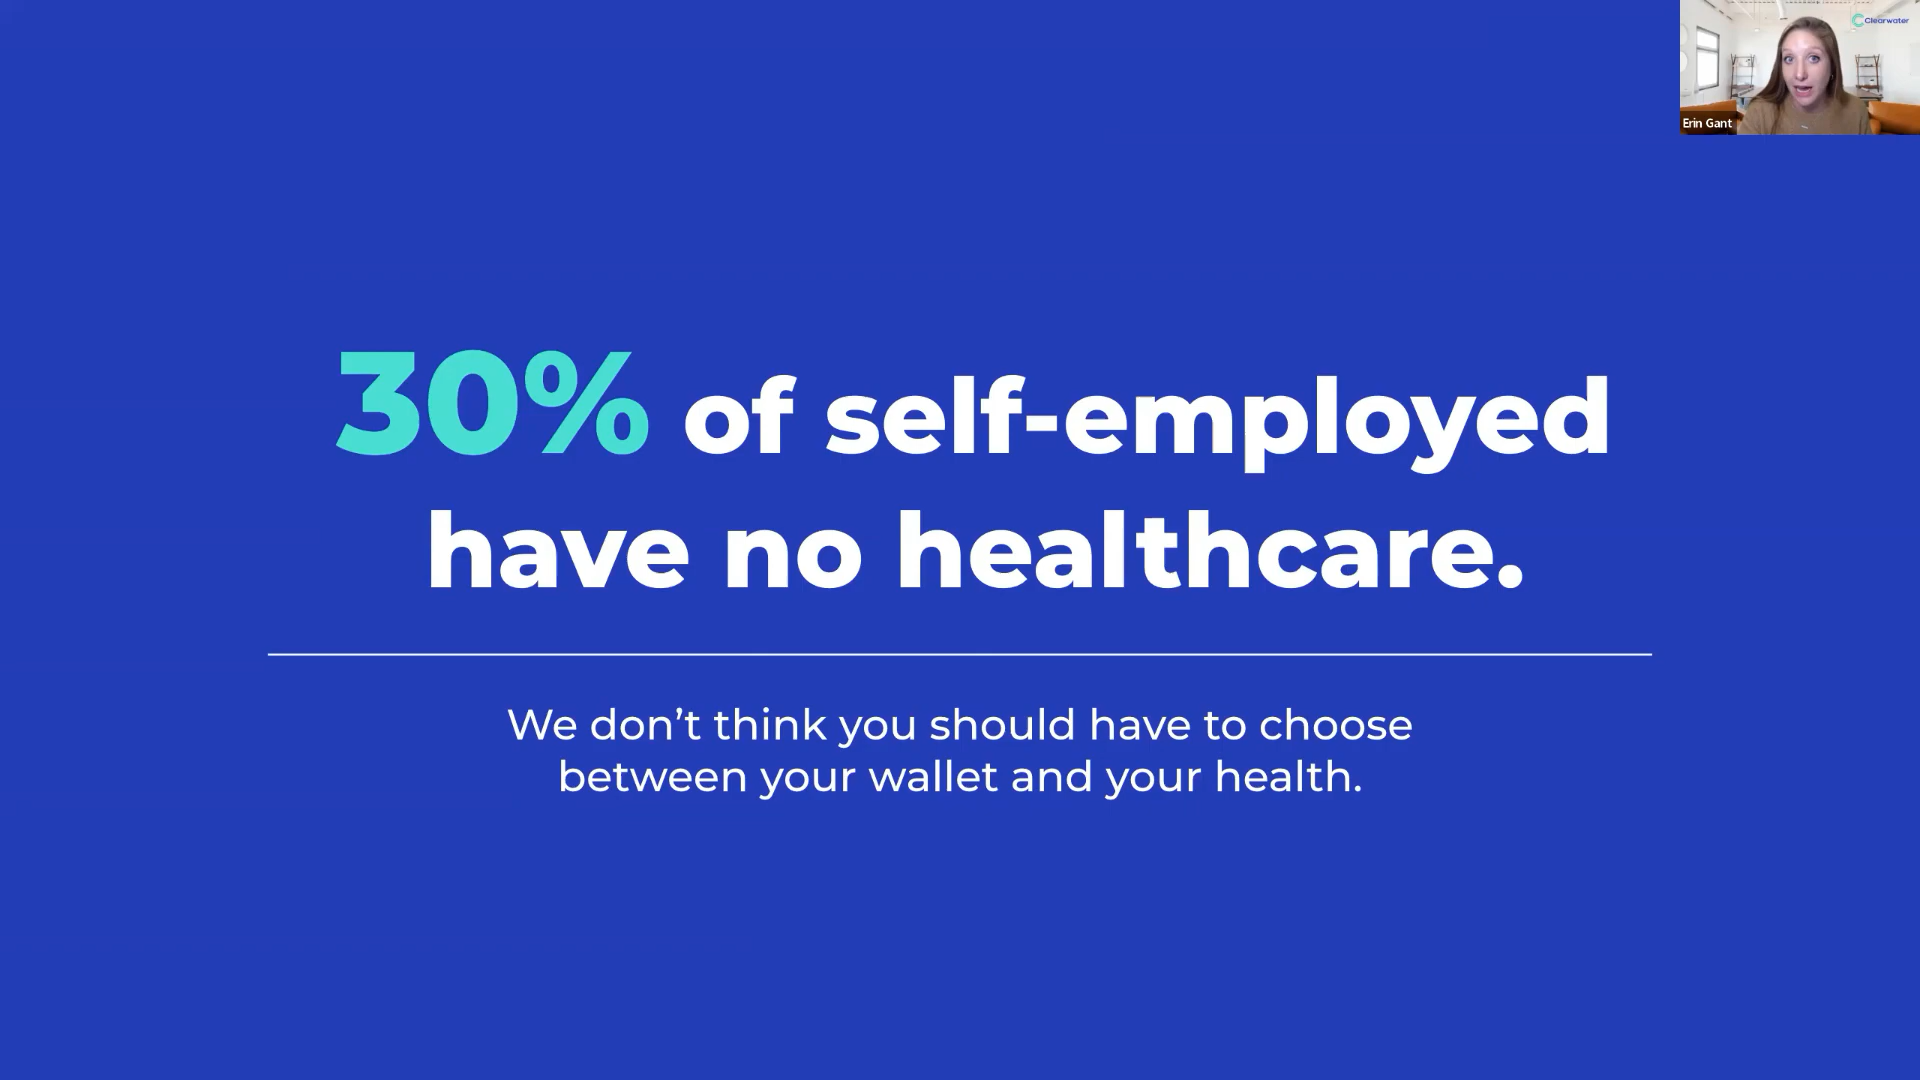 Clearwater
Erin Gant
30% of self-employed
have no healthcare.
We don’t think you should have to choose
between your wallet and your health.